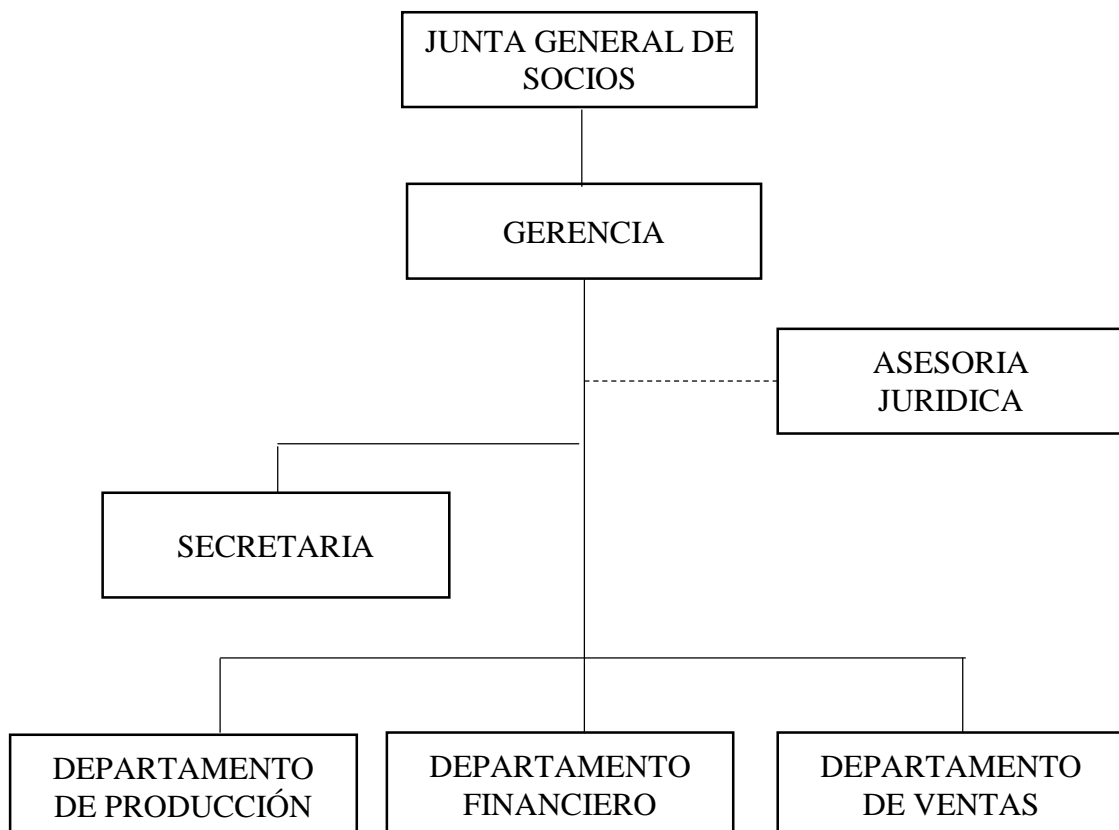 JUNTA GENERAL DE
SOCIOS
GERENCIA
ASESORIA
JURIDICA
SECRETARIA
DEPARTAMENTO
DE PRODUCCIÓN
DEPARTAMENTO
FINANCIERO
DEPARTAMENTO
DE VENTAS